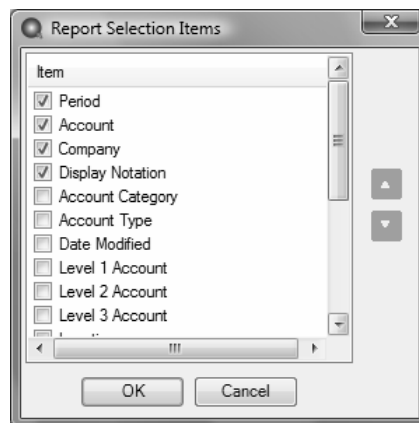 Report Selection Items
Item
Period
Account
Company
Display Notation
Account Category
Account Type
Date Modified
Level 1 Account
Level 2 Account
Level 3 Account
OK
Cancel